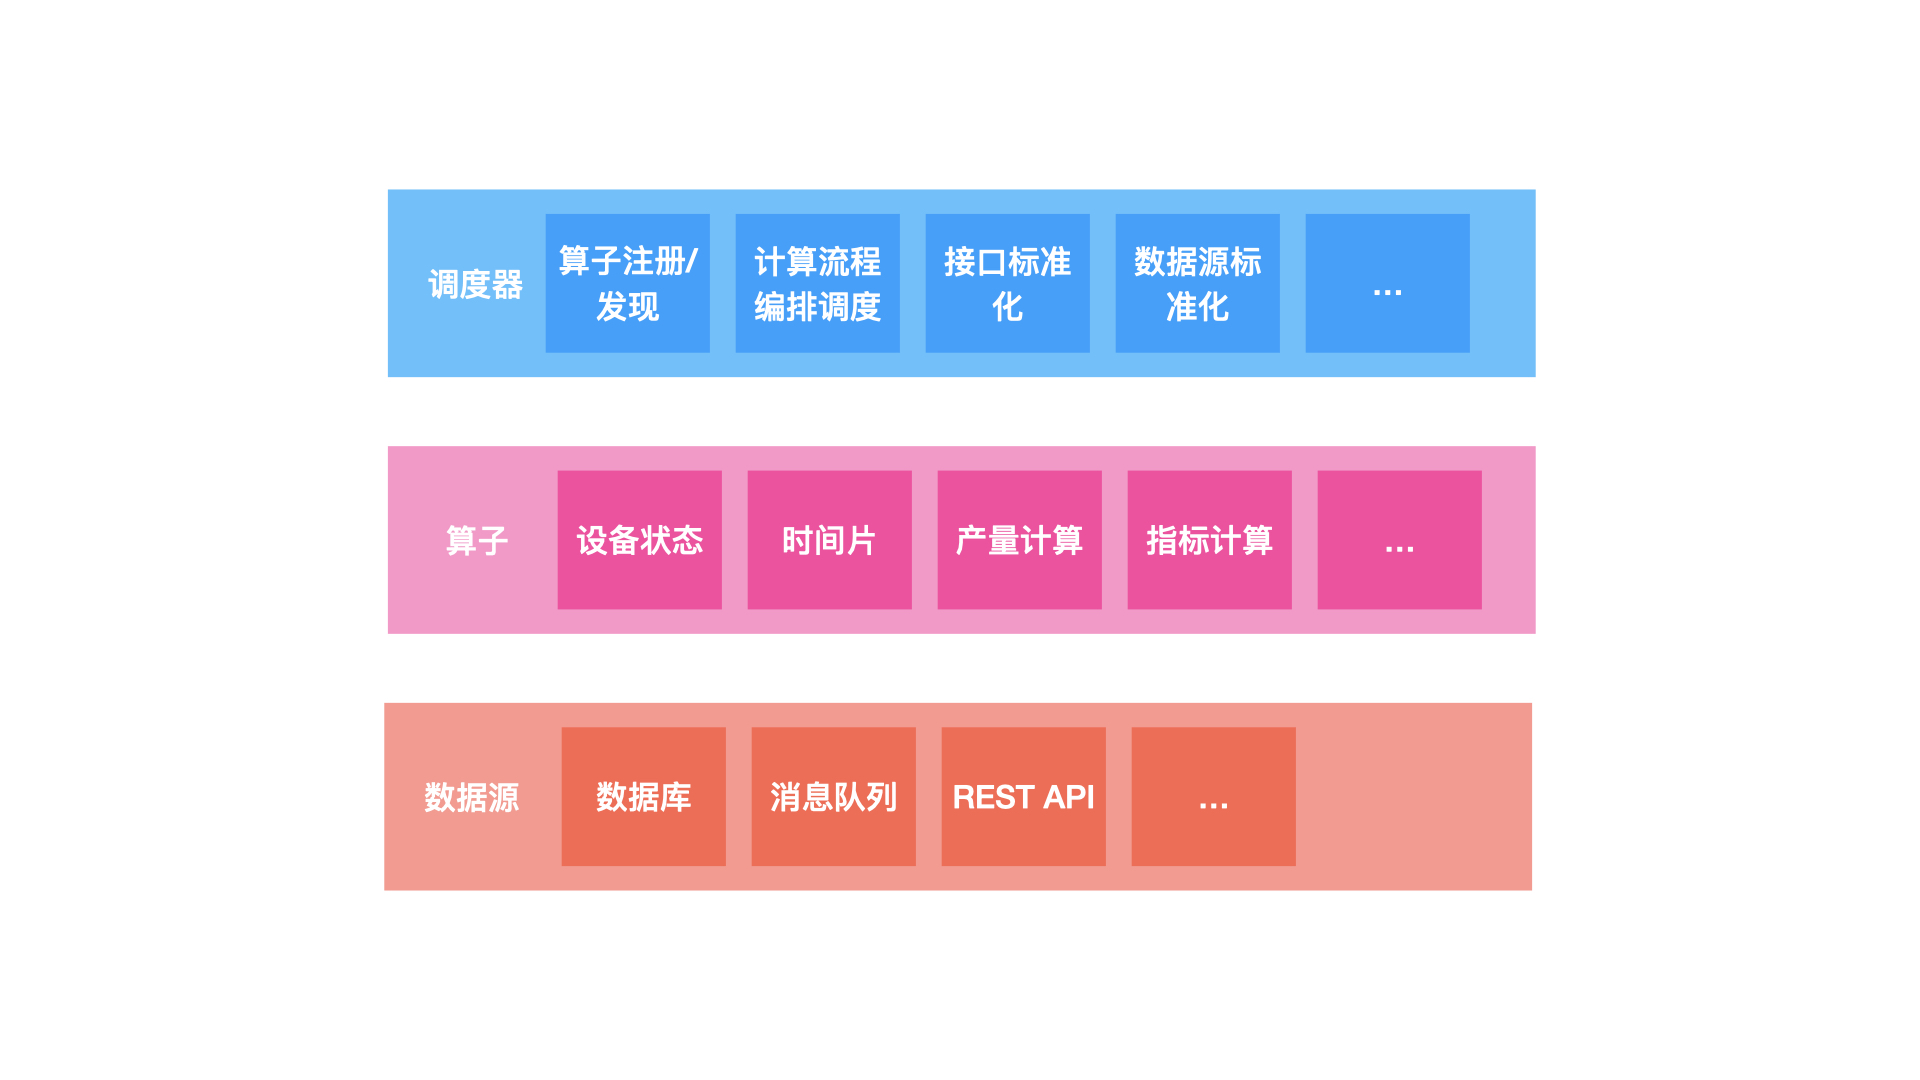 调度器
算子注册/
发现
计算流程
编排调度
接口标准
化
数据源标
准化
...
算子
设备状态
时间片
产量计算
指标计算
...
数据源
数据库
消息队列
REST API
...